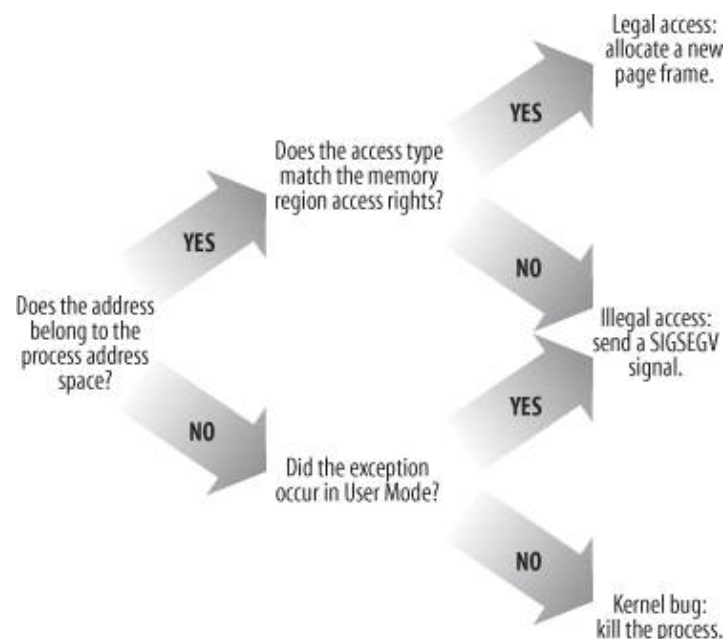 Does the address
belong to the
process address
space?
YES
NO
Does the access type
match the memory
region access rights?
YES
NO
Did the exception
occur in User Mode?
YES
NO
Legal access:
allocate a new
page frame.
Illegal access:
send a SIGSEGV
signal.
Kernel bug:
kill the process.